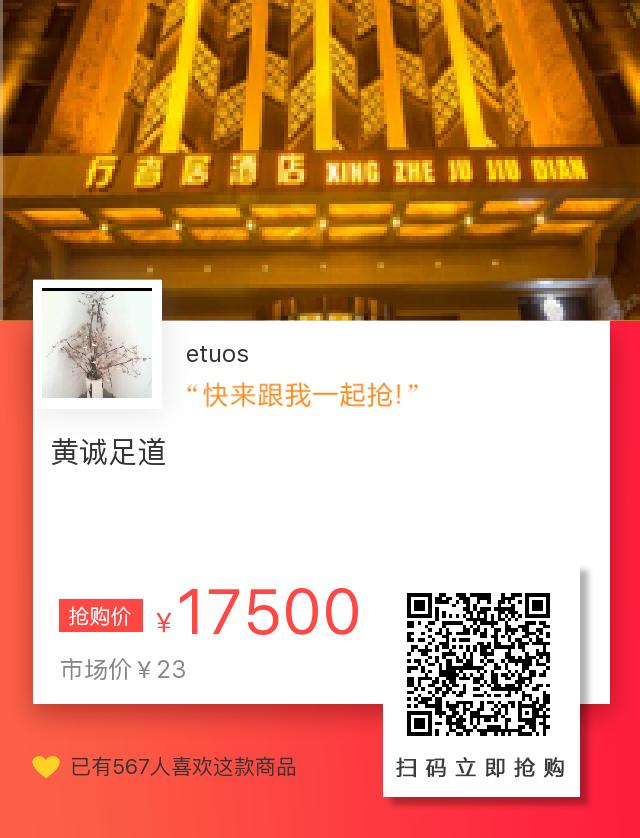 行者居酒店 XING ZHE JU JIU DIAN
etuos
“快来跟我一起抢!”
黄诚足道
抢购价 ¥17500
市场价¥23
已有567人喜欢这款商品
扫码立即抢购